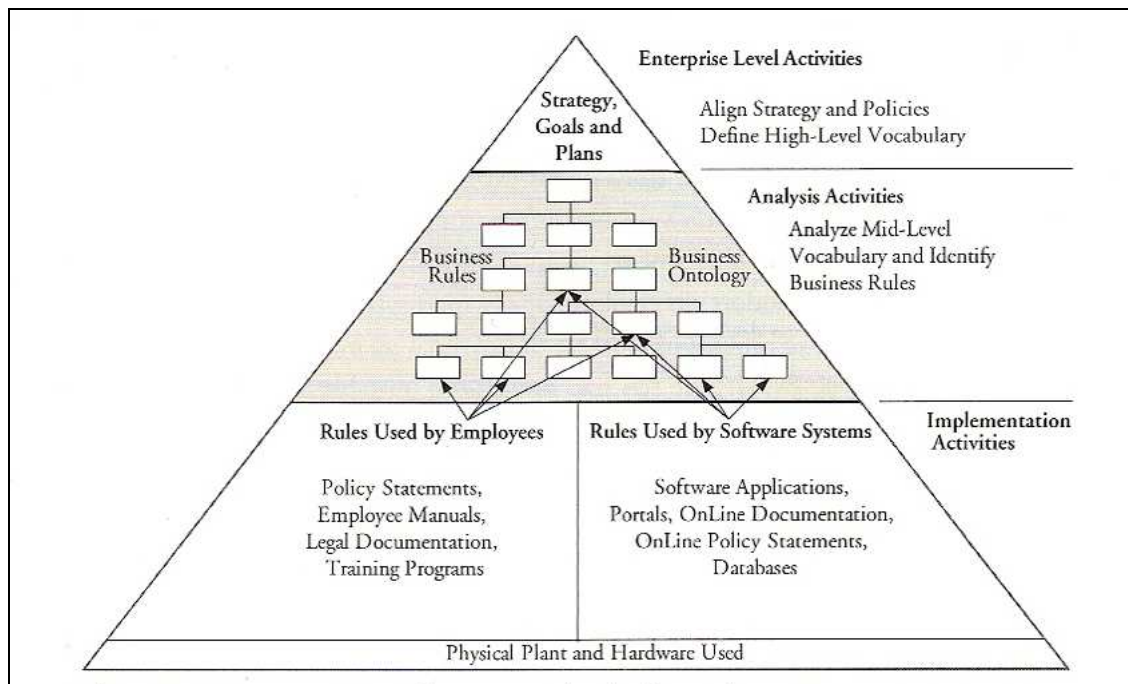 Enterprise Level Activities
Strategy,
Goals and
Plans
Align Strategy and Policies
Define High-Level Vocabulary
Analysis Activities
Analyze Mid-Level
Vocabulary and Identify
Business Rules
Business
Rules
Business
Ontology
Implementation
Activities
Rules Used by Employees
Policy Statements,
Employee Manuals,
Legal Documentation,
Training Programs
Rules Used by Software Systems
Software Applications,
Portals, OnLine Documentation,
OnLine Policy Statements,
Databases
Physical Plant and Hardware Used